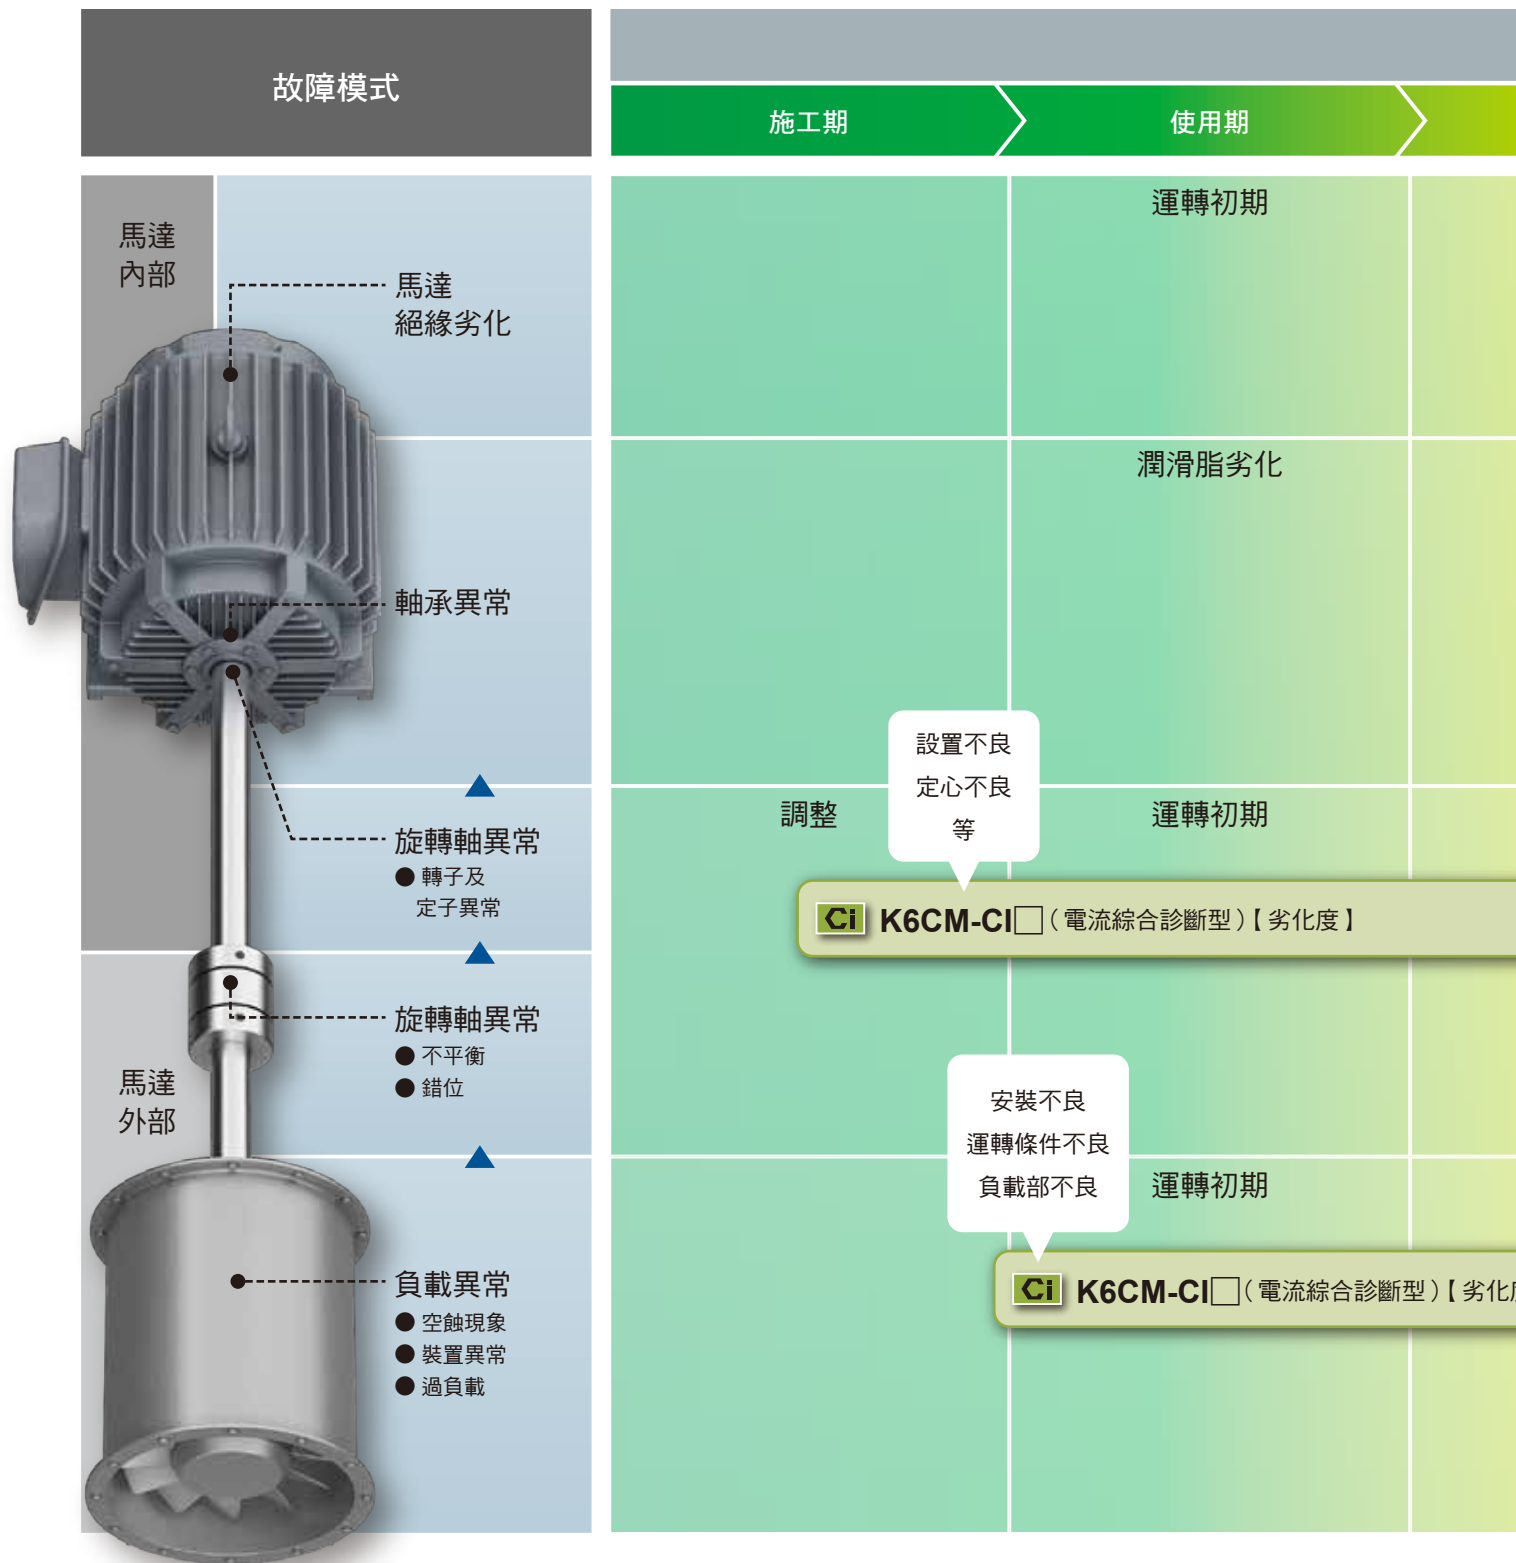 故障模式
施工期
使用期
馬達
內部
馬達
絕緣劣化
運轉初期
潤滑脂劣化
軸承異常
設置不良
定心不良
等
調整
運轉初期
旋轉軸異常
● 轉子及
定子異常
Ci K6CM-CI□（電流綜合診斷型）【劣化度】
旋轉軸異常
● 不平衡
● 錯位
馬達
外部
安裝不良
運轉條件不良
負載部不良
運轉初期
負載異常
● 空蝕現象
● 裝置異常
● 過負載
Ci K6CM-CI□（電流綜合診斷型）【劣化